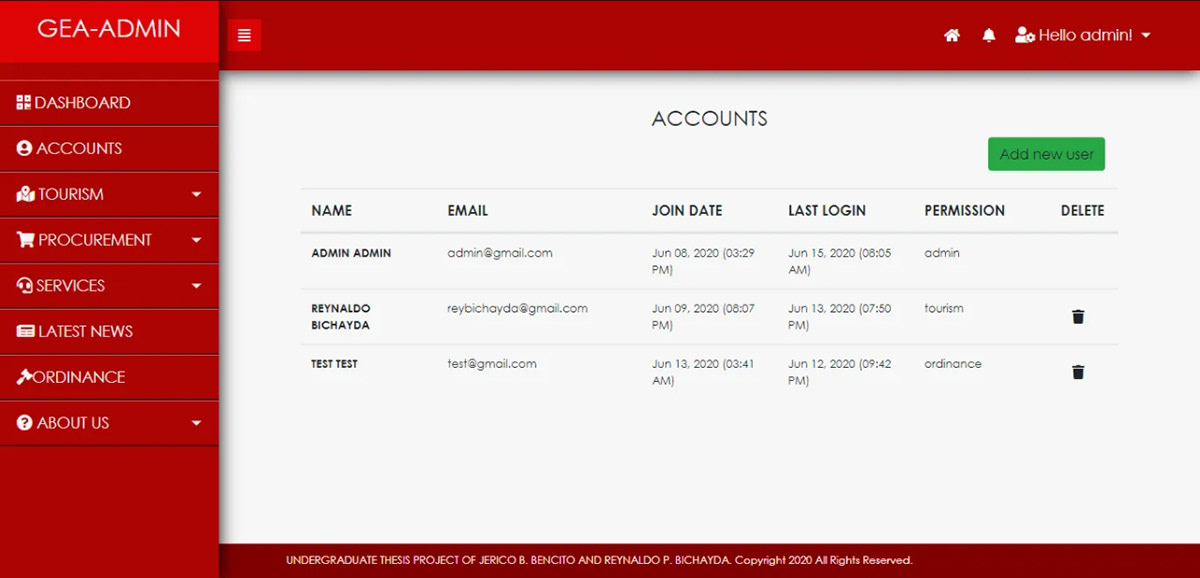 GEA-ADMIN
Hello admin!
DASHBOARD
ACCOUNTS
TOURISM
PROCUREMENT
SERVICES
LATEST NEWS
ORDINANCE
ABOUT US
ACCOUNTS
Add new user
NAME EMAIL JOIN DATE LAST LOGIN PERMISSION DELETE
ADMIN ADMIN admin@gmail.com Jun 08, 2020 (03:29 Jun 15, 2020 (08:05 admin
PM) AM)
REYNALDO reybichayda@gmail.com Jun 09, 2020 (08:07 Jun 13, 2020 (07:50 tourism
BICHAYDA PM) PM)
TEST TEST test@gmail.com Jun 13, 2020 (03:41 Jun 12, 2020 (09:42 ordinance
AM) PM)
UNDERGRADUATE THESIS PROJECT OF JERICO B. BENCITO AND REYNALDO P. BICHAYDA. Copyright 2020 All Rights Reserved.